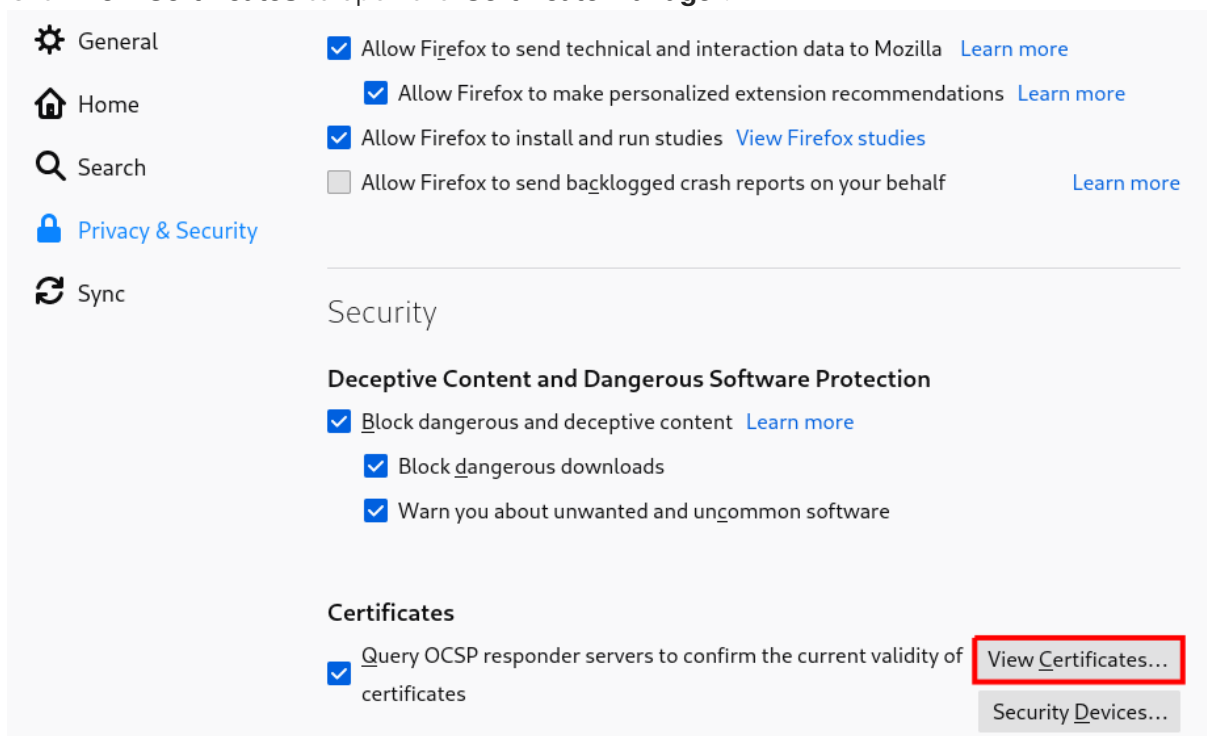 General
Home
Search
Privacy & Security
Sync
Allow Firefox to send technical and interaction data to Mozilla Learn more
Allow Firefox to make personalized extension recommendations Learn more
Allow Firefox to install and run studies View Firefox studies
Allow Firefox to send backlogged crash reports on your behalf Learn more
Security
Deceptive Content and Dangerous Software Protection
Block dangerous and deceptive content Learn more
Block dangerous downloads
Warn you about unwanted and uncommon software
Certificates
Query OCSP responder servers to confirm the current validity of
certificates
View Certificates...
Security Devices...